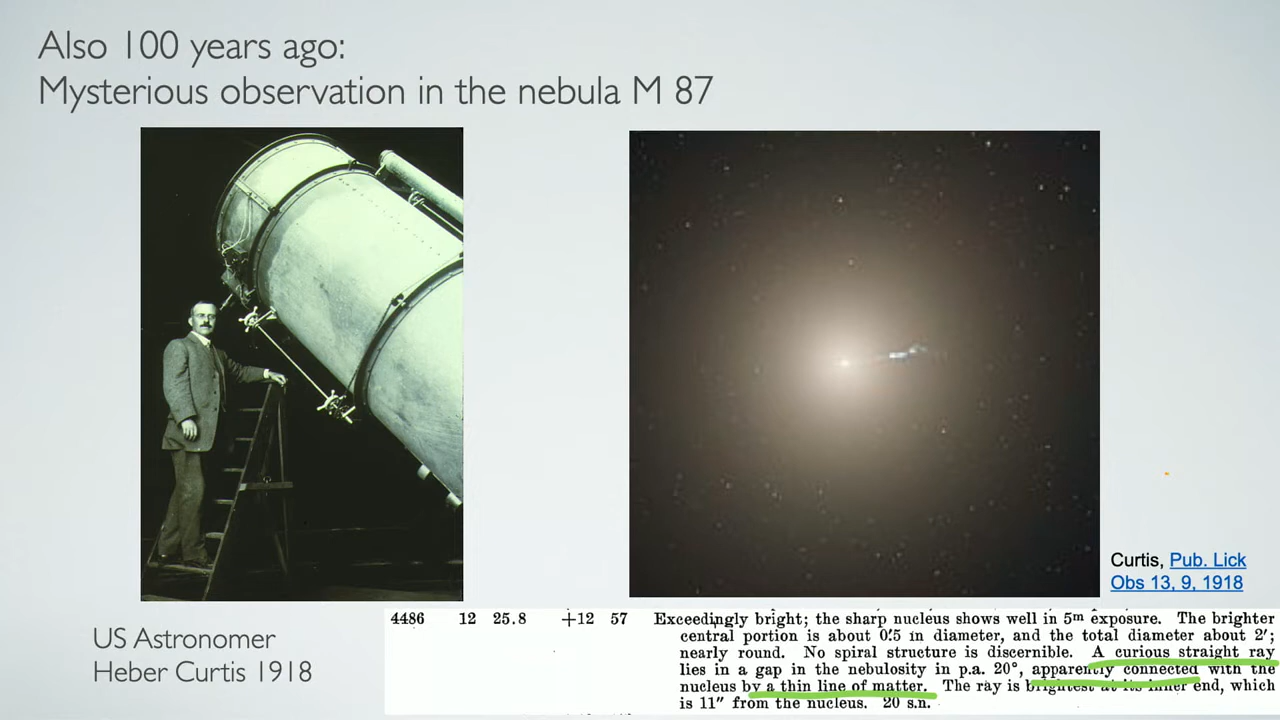 Also 100 years ago:
Mysterious observation in the nebula M 87
Curtis, Pub. Lick
Obs 13, 9, 1918
US Astronomer
Heber Curtis 1918
4486 12 25.8 +12 57 Exceedingly bright; the sharp nucleus shows well in 5m exposure. The brighter
central portion is about 0'.5 in diameter, and the total diameter about 2';
nearly round. No spiral structure is discernible. A curious straight ray
lies in a gap in the nebulosity in p.a. 20°, apparently connected with the
nucleus by a thin line of matter. The ray is brightest at its inner end, which
is 11" from the nucleus. 20 s.n.